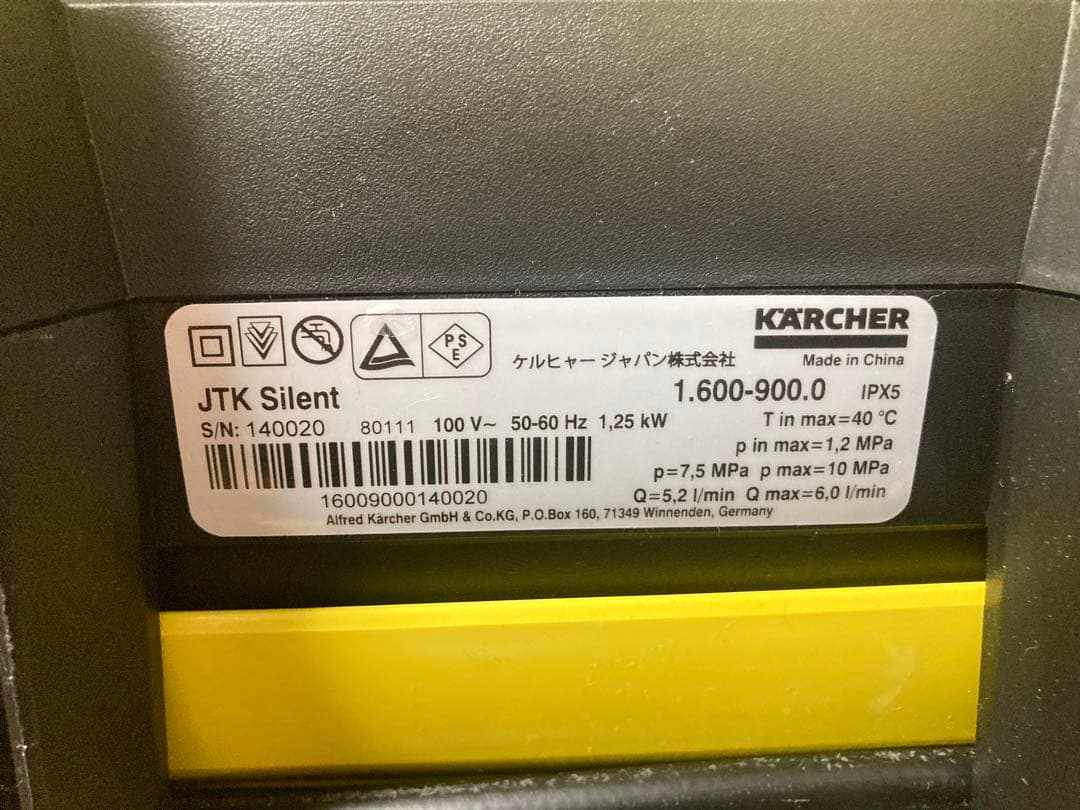 KÄRCHER
PS
E
ケルヒャー ジャパン株式会社
Made in China
JTK Silent
1.600-900.0 IPX5
S/N: 140020 80111 100 V~ 50-60 Hz 1,25 kW
T in max=40 °C
p in max=1,2 MPa
p=7,5 MPa p max=10 MPa
16009000140020
Q=5,2 l/min Q max=6,0 l/min
Alfred Kärcher GmbH & Co.KG, P.O.Box 160, 71349 Winnenden, Germany